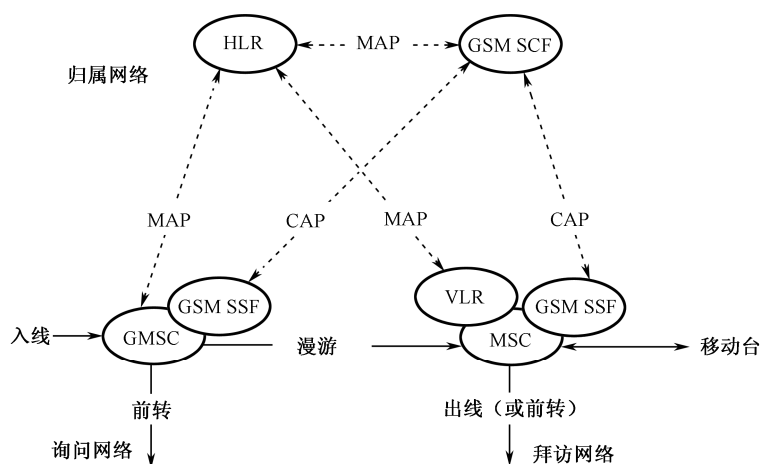 HLR
MAP
GSM SCF
归属网络
MAP
CAP
MAP
CAP
GSM SSF
VLR
GSM SSF
入线
GMSC
漫游
MSC
移动台
前转
出线（或前转）
询问网络
拜访网络